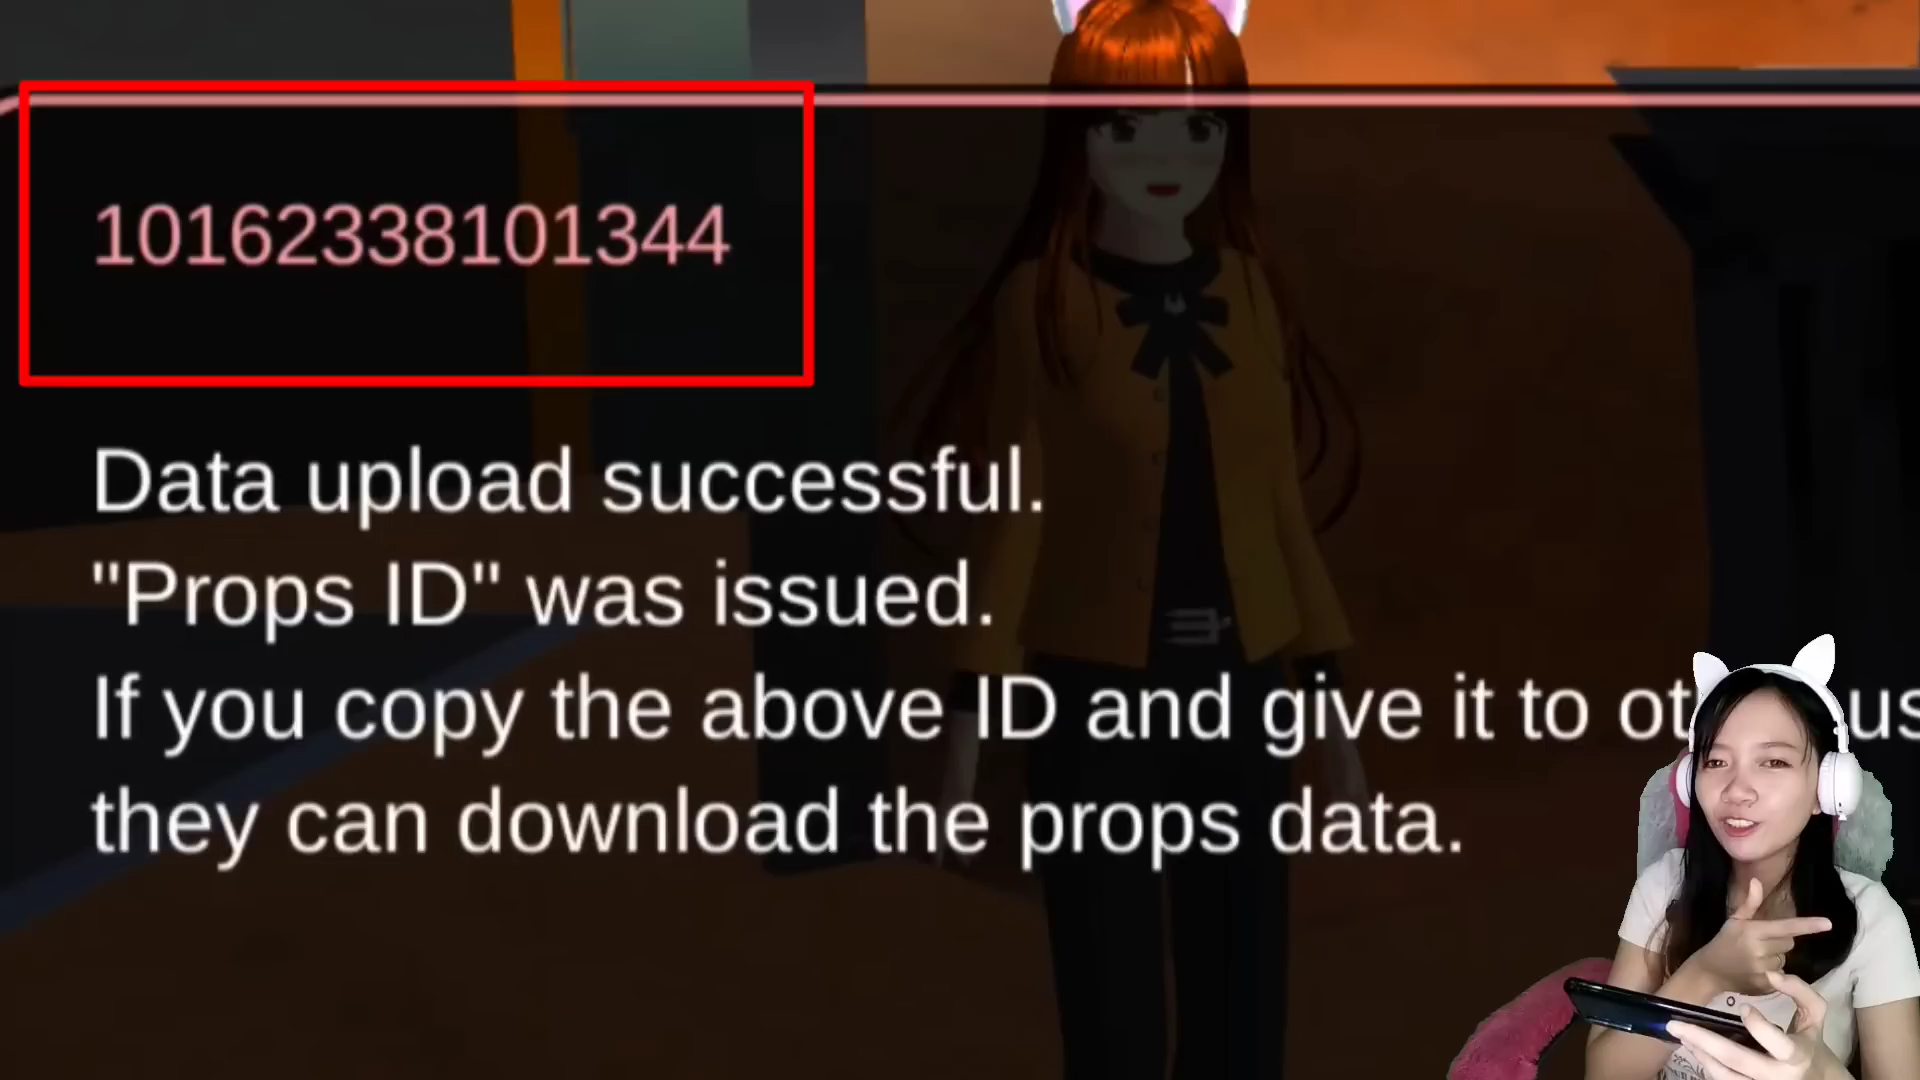 10162338101344
Data upload successful.
"Props ID" was issued.
If you copy the above ID and give it to
they can download the props data.